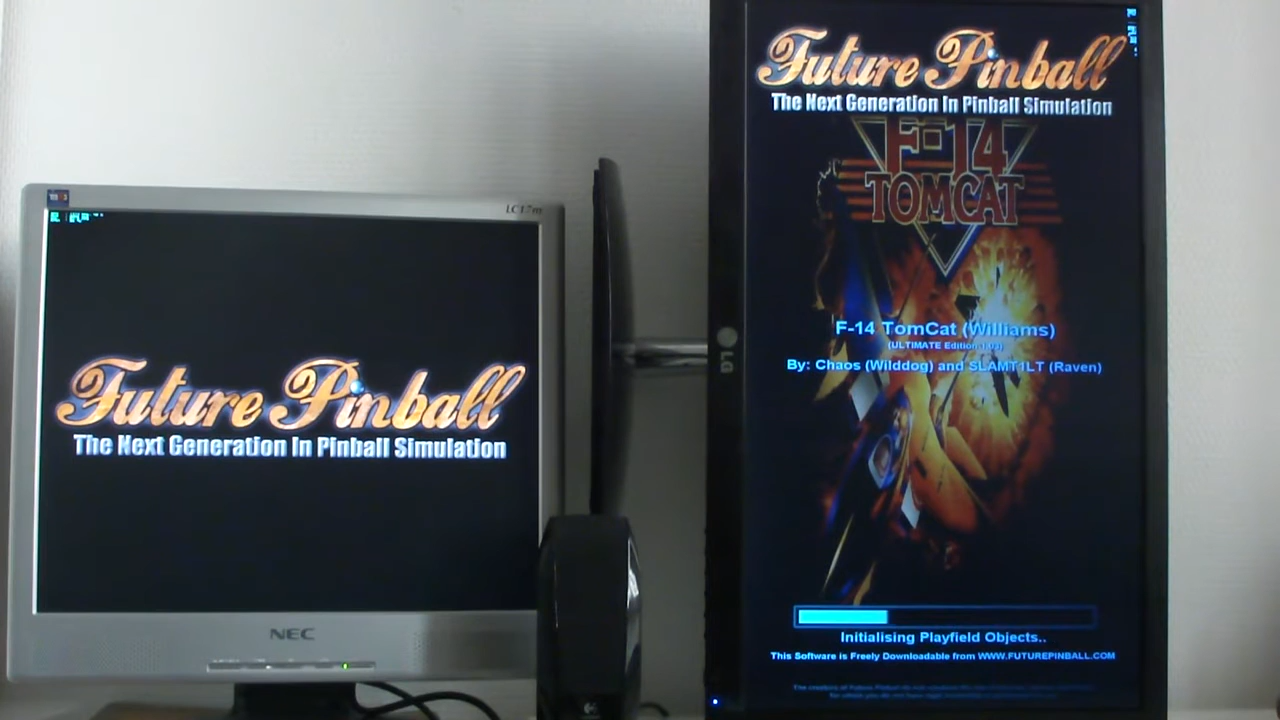 LC17m
Future Pinball
The Next Generation In Pinball Simulation
NEC
LG
Future Pinball
The Next Generation In Pinball Simulation
F-14
TOMCAT
F-14 TomCat (Williams)
(ULTIMATE Edition
By: Chaos (Wilddog) and SLAMT1LT (Raven)
Initialising Playfield Objects..
This Software is Freely Downloadable from WWW.FUTUREPINBALL.COM